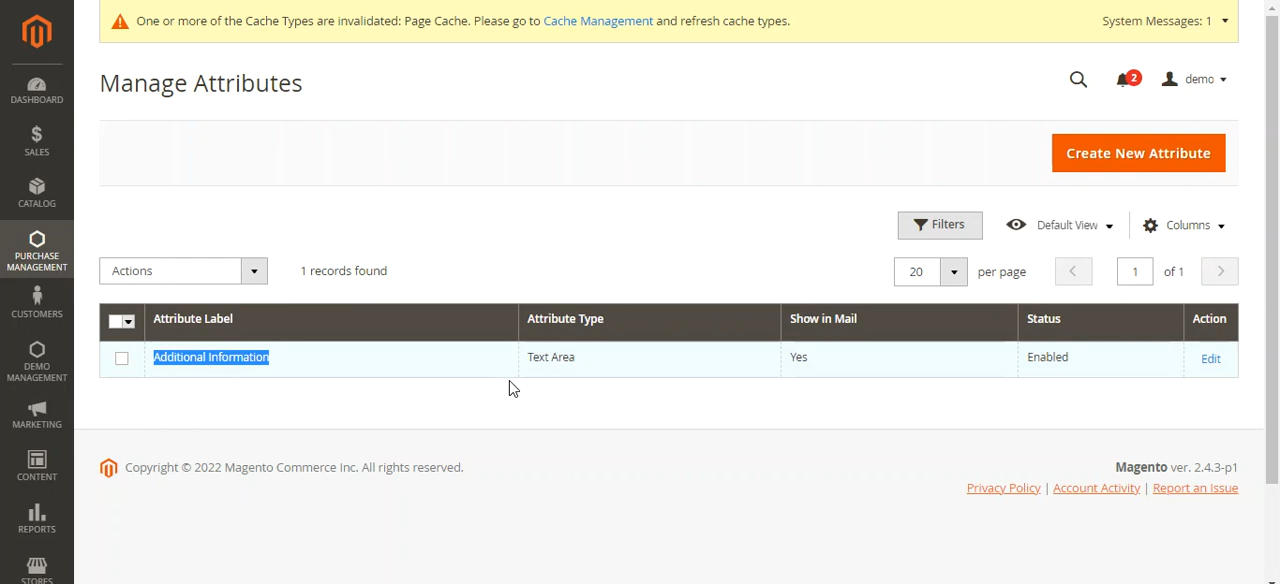 One or more of the Cache Types are invalidated: Page Cache. Please go to Cache Management and refresh cache types.
System Messages: 1
Manage Attributes
2
demo
Create New Attribute
Filters
Default View
Columns
Actions
1 records found
20
per page
1
of 1
Attribute Label
Attribute Type
Show in Mail
Status
Action
Additional Information
Text Area
Yes
Enabled
Edit
Copyright © 2022 Magento Commerce Inc. All rights reserved.
Magento ver. 2.4.3-p1
Privacy Policy | Account Activity | Report an Issue
DASHBOARD
SALES
CATALOG
PURCHASE
MANAGEMENT
CUSTOMERS
DEMO
MANAGEMENT
MARKETING
CONTENT
REPORTS
STORES